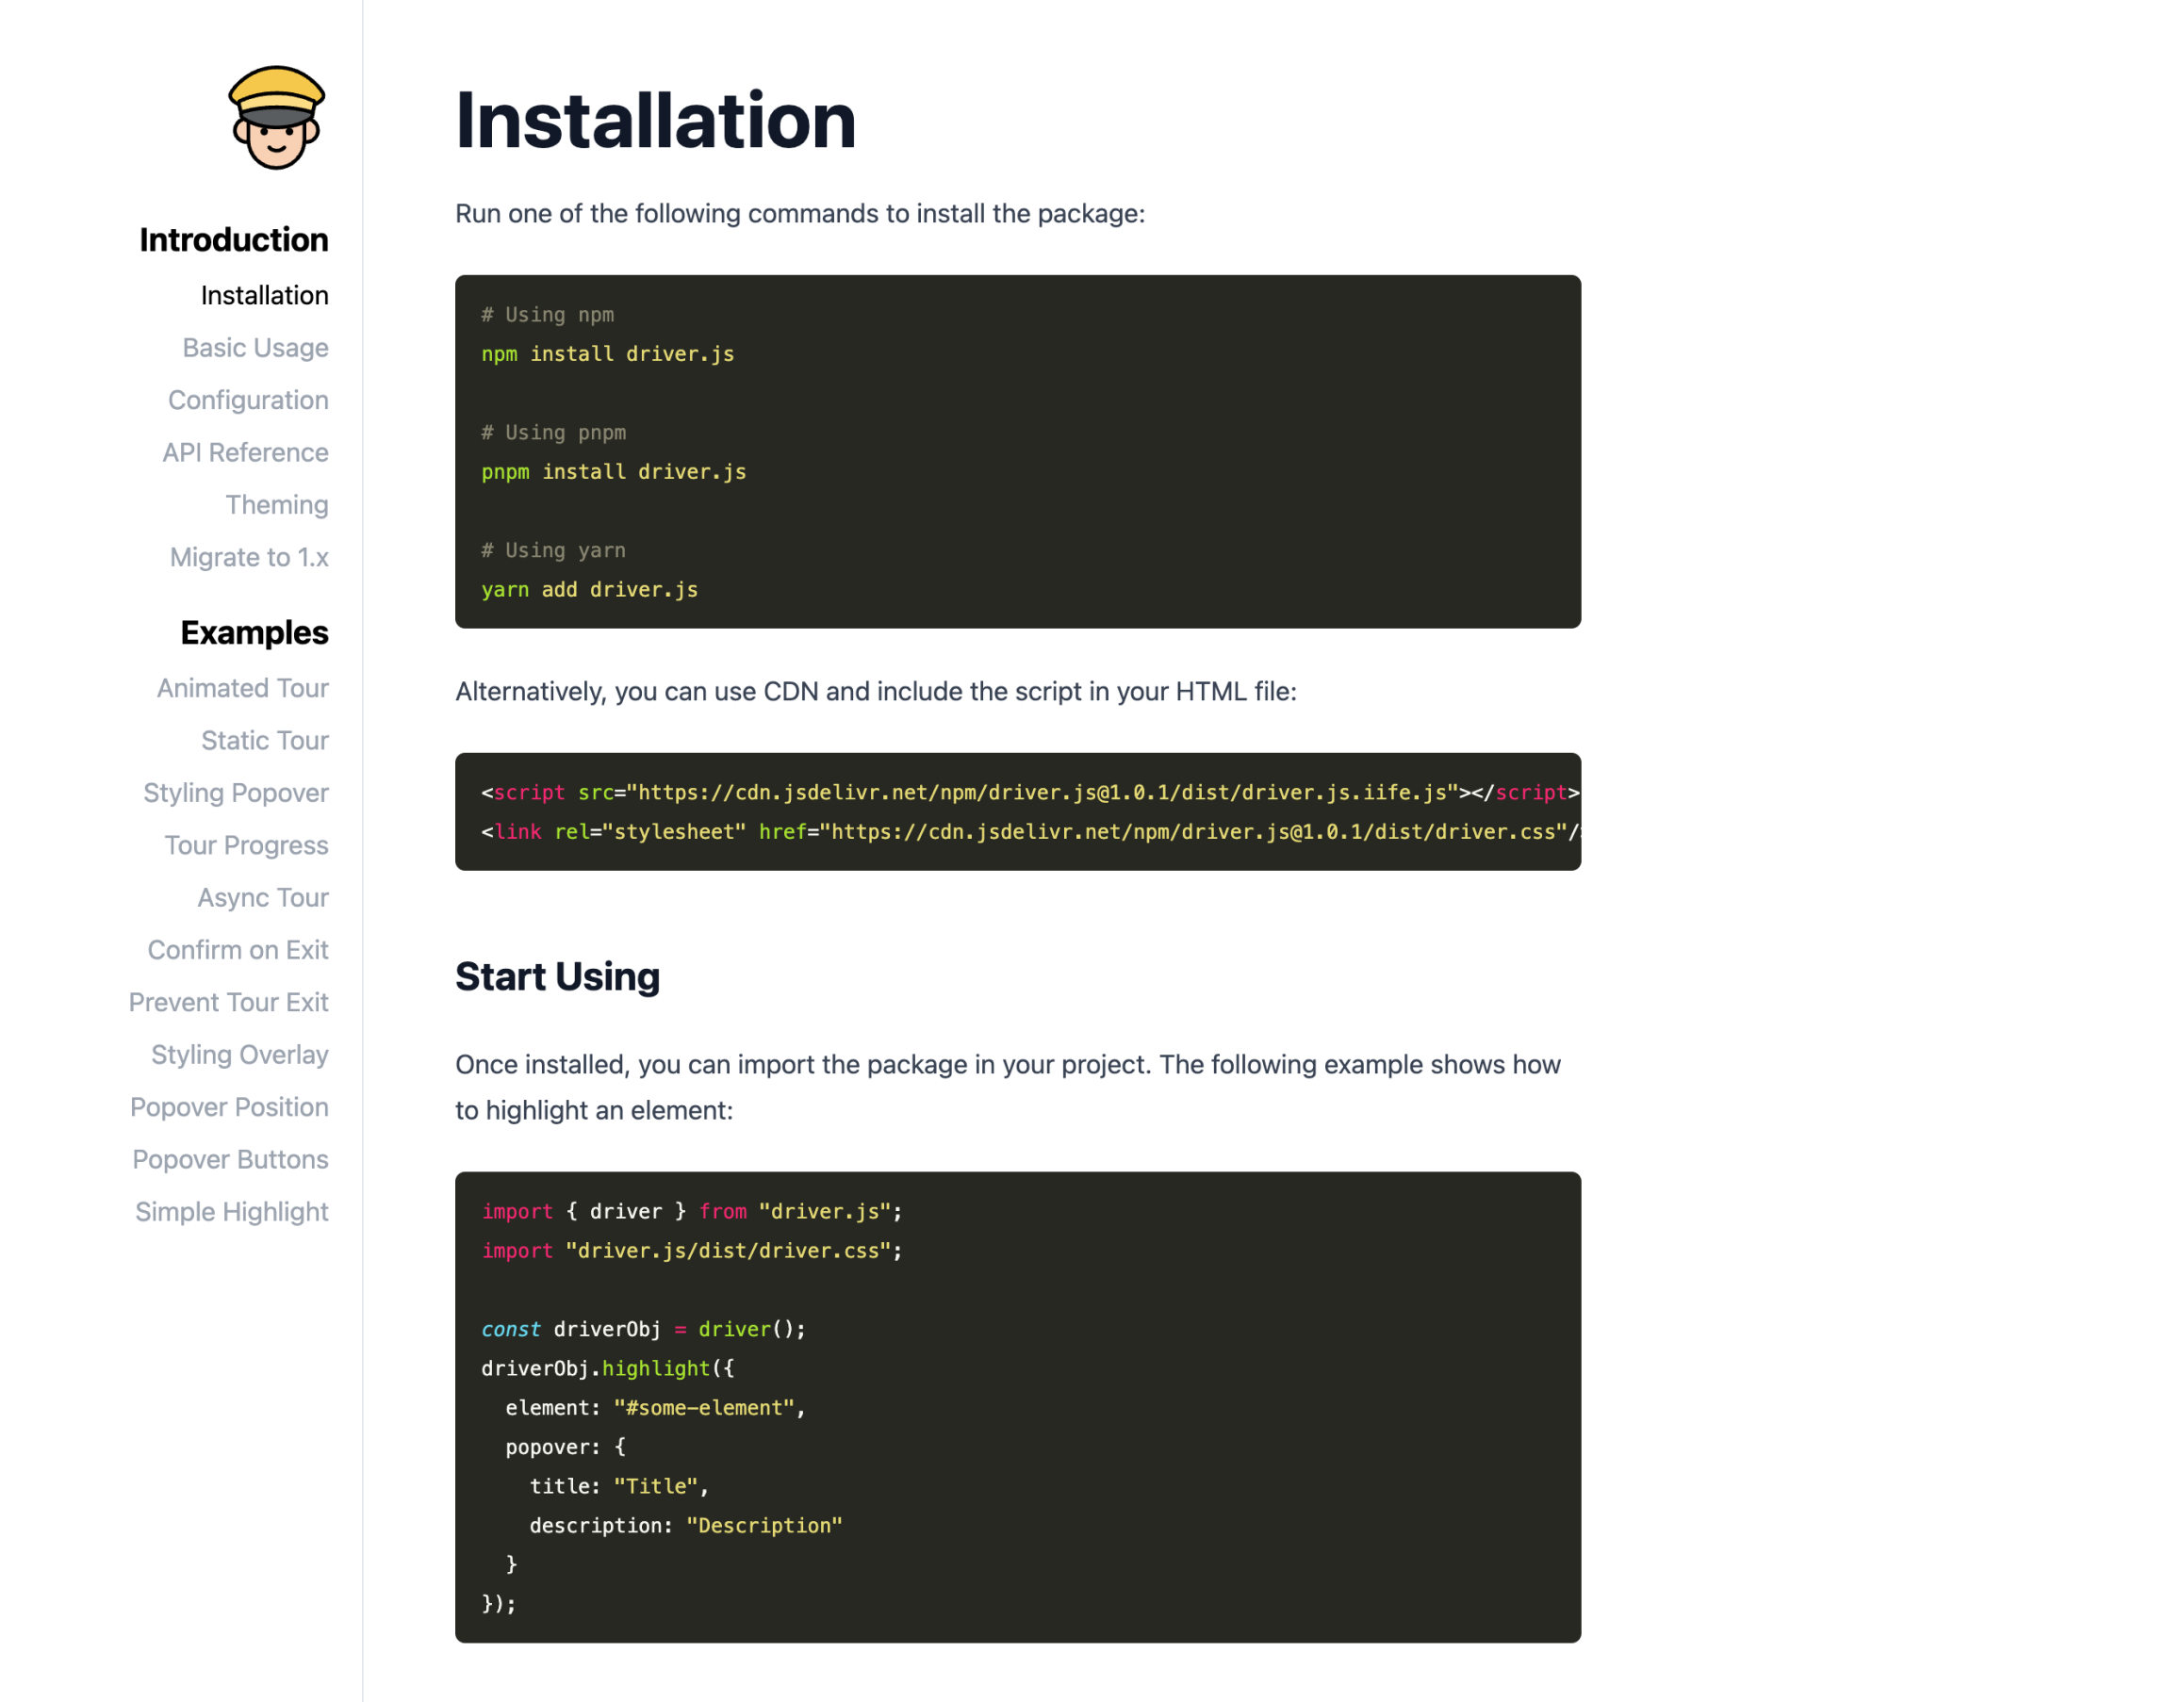 Introduction
Installation
Basic Usage
Configuration
API Reference
Theming
Migrate to 1.x
Examples
Animated Tour
Static Tour
Styling Popover
Tour Progress
Async Tour
Confirm on Exit
Prevent Tour Exit
Styling Overlay
Popover Position
Popover Buttons
Simple Highlight
Installation
Run one of the following commands to install the package:
# Using npm
npm install driver.js
# Using pnpm
pnpm install driver.js
# Using yarn
yarn add driver.js
Alternatively, you can use CDN and include the script in your HTML file:
<script src="https://cdn.jsdelivr.net/npm/driver.js@1.0.1/dist/driver.js.iife.js"></script>
<link rel="stylesheet" href="https://cdn.jsdelivr.net/npm/driver.js@1.0.1/dist/driver.css"/>
Start Using
Once installed, you can import the package in your project. The following example shows how
to highlight an element:
import { driver } from "driver.js";
import "driver.js/dist/driver.css";
const driverObj = driver();
driverObj.highlight({
  element: "#some-element",
  popover: {
    title: "Title",
    description: "Description"
  }
});